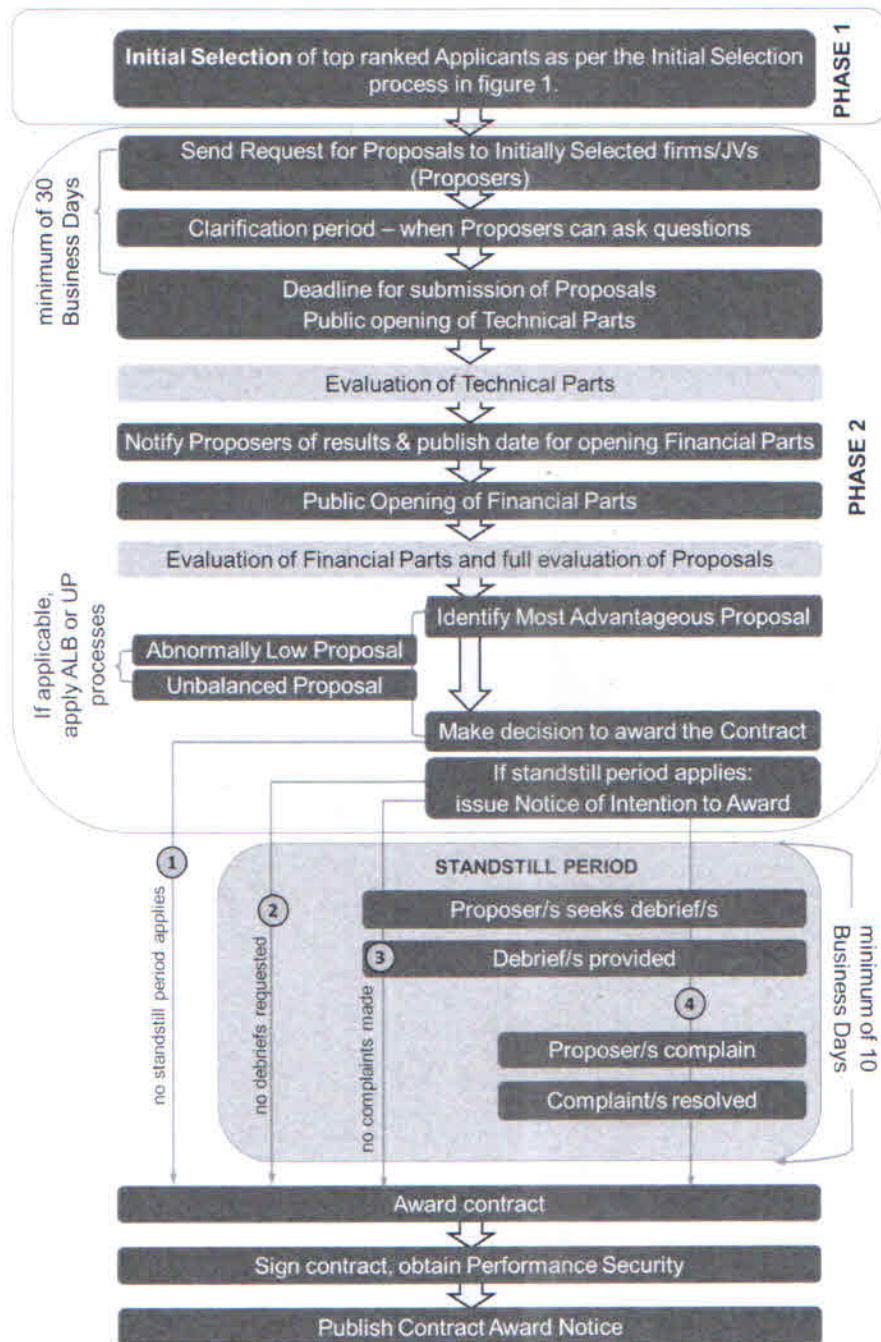 Initial Selection of top ranked Applicants as per the Initial Selection
process in figure 1.
PHASE 1
Send Request for Proposals to Initially Selected firms/JVs
(Proposers)
Clarification period – when Proposers can ask questions
minimum of 30
Business Days
Deadline for submission of Proposals
Public opening of Technical Parts
Evaluation of Technical Parts
Notify Proposers of results & publish date for opening Financial Parts
PHASE 2
Public Opening of Financial Parts
Evaluation of Financial Parts and full evaluation of Proposals
Identify Most Advantageous Proposal
If applicable,
apply ALB or UP
processes
Abnormally Low Proposal
Unbalanced Proposal
Make decision to award the Contract
If standstill period applies:
issue Notice of Intention to Award
1
no standstill period applies
2
no debriefs requested
STANDSTILL PERIOD
Proposer/s seeks debrief/s
3
no complaints made
Debrief/s provided
4
Proposer/s complain
Complaint/s resolved
minimum of 10
Business Days
Award contract
Sign contract, obtain Performance Security
Publish Contract Award Notice